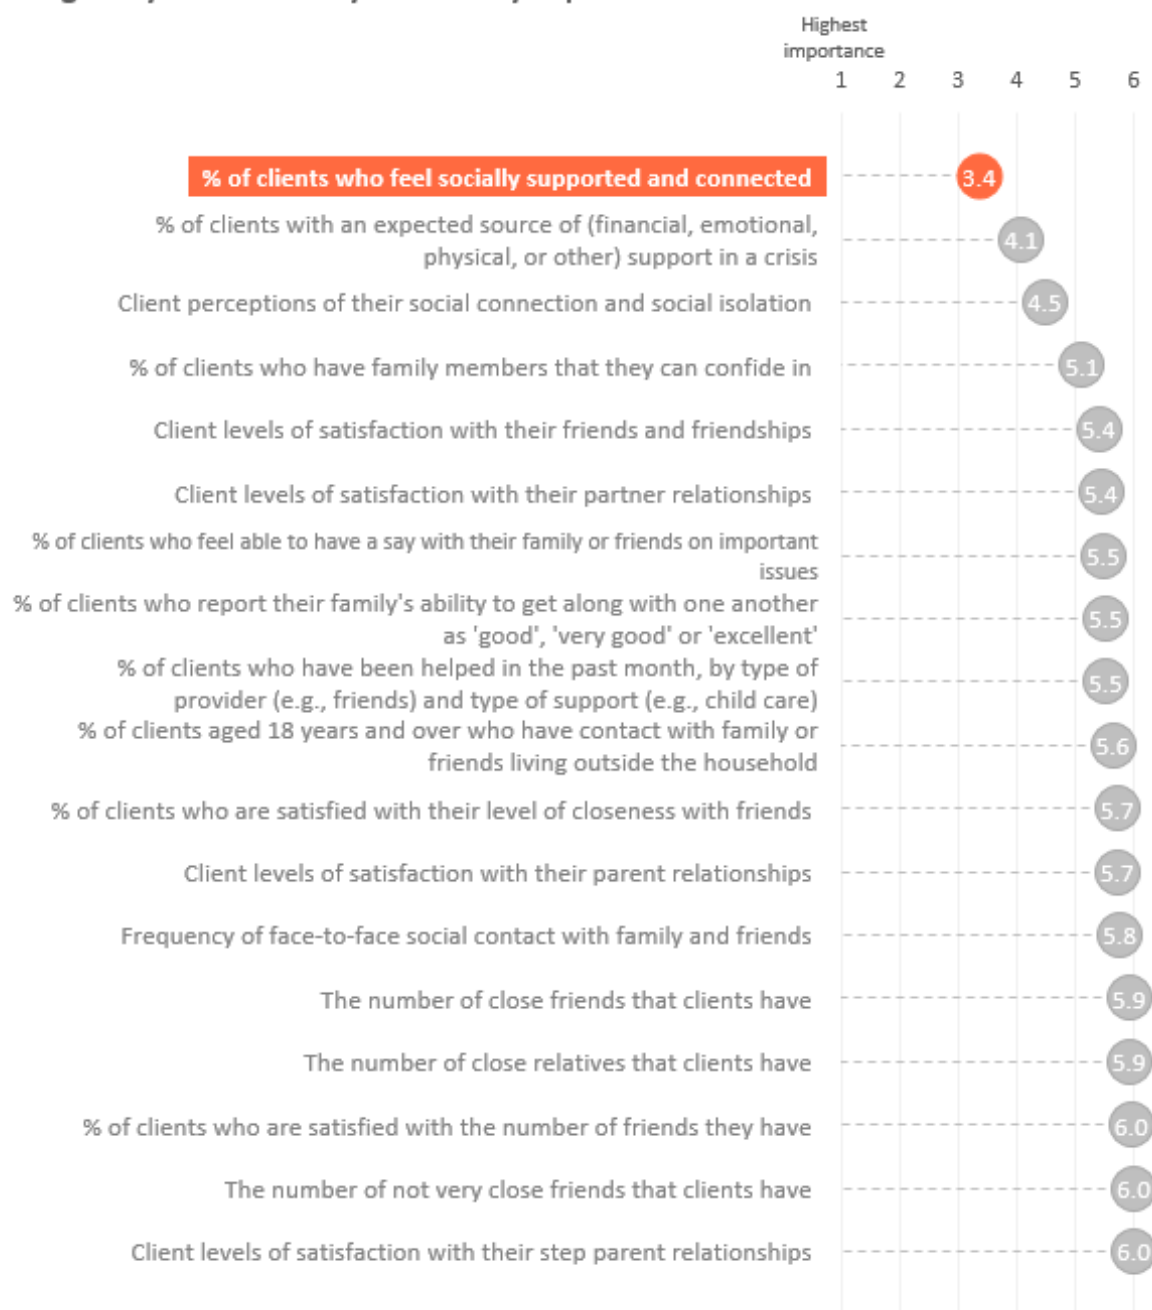 Highest
importance
1 2 3 4 5 6
% of clients who feel socially supported and connected 3.4
% of clients with an expected source of (financial, emotional,
physical, or other) support in a crisis 4.1
Client perceptions of their social connection and social isolation 4.5
% of clients who have family members that they can confide in 5.1
Client levels of satisfaction with their friends and friendships 5.4
Client levels of satisfaction with their partner relationships 5.4
% of clients who feel able to have a say with their family or friends on important
issues 5.5
% of clients who report their family's ability to get along with one another
as 'good', 'very good' or 'excellent' 5.5
% of clients who have been helped in the past month, by type of
provider (e.g., friends) and type of support (e.g., child care) 5.5
% of clients aged 18 years and over who have contact with family or
friends living outside the household 5.6
% of clients who are satisfied with their level of closeness with friends 5.7
Client levels of satisfaction with their parent relationships 5.7
Frequency of face-to-face social contact with family and friends 5.8
The number of close friends that clients have 5.9
The number of close relatives that clients have 5.9
% of clients who are satisfied with the number of friends they have 6.0
The number of not very close friends that clients have 6.0
Client levels of satisfaction with their step parent relationships 6.0